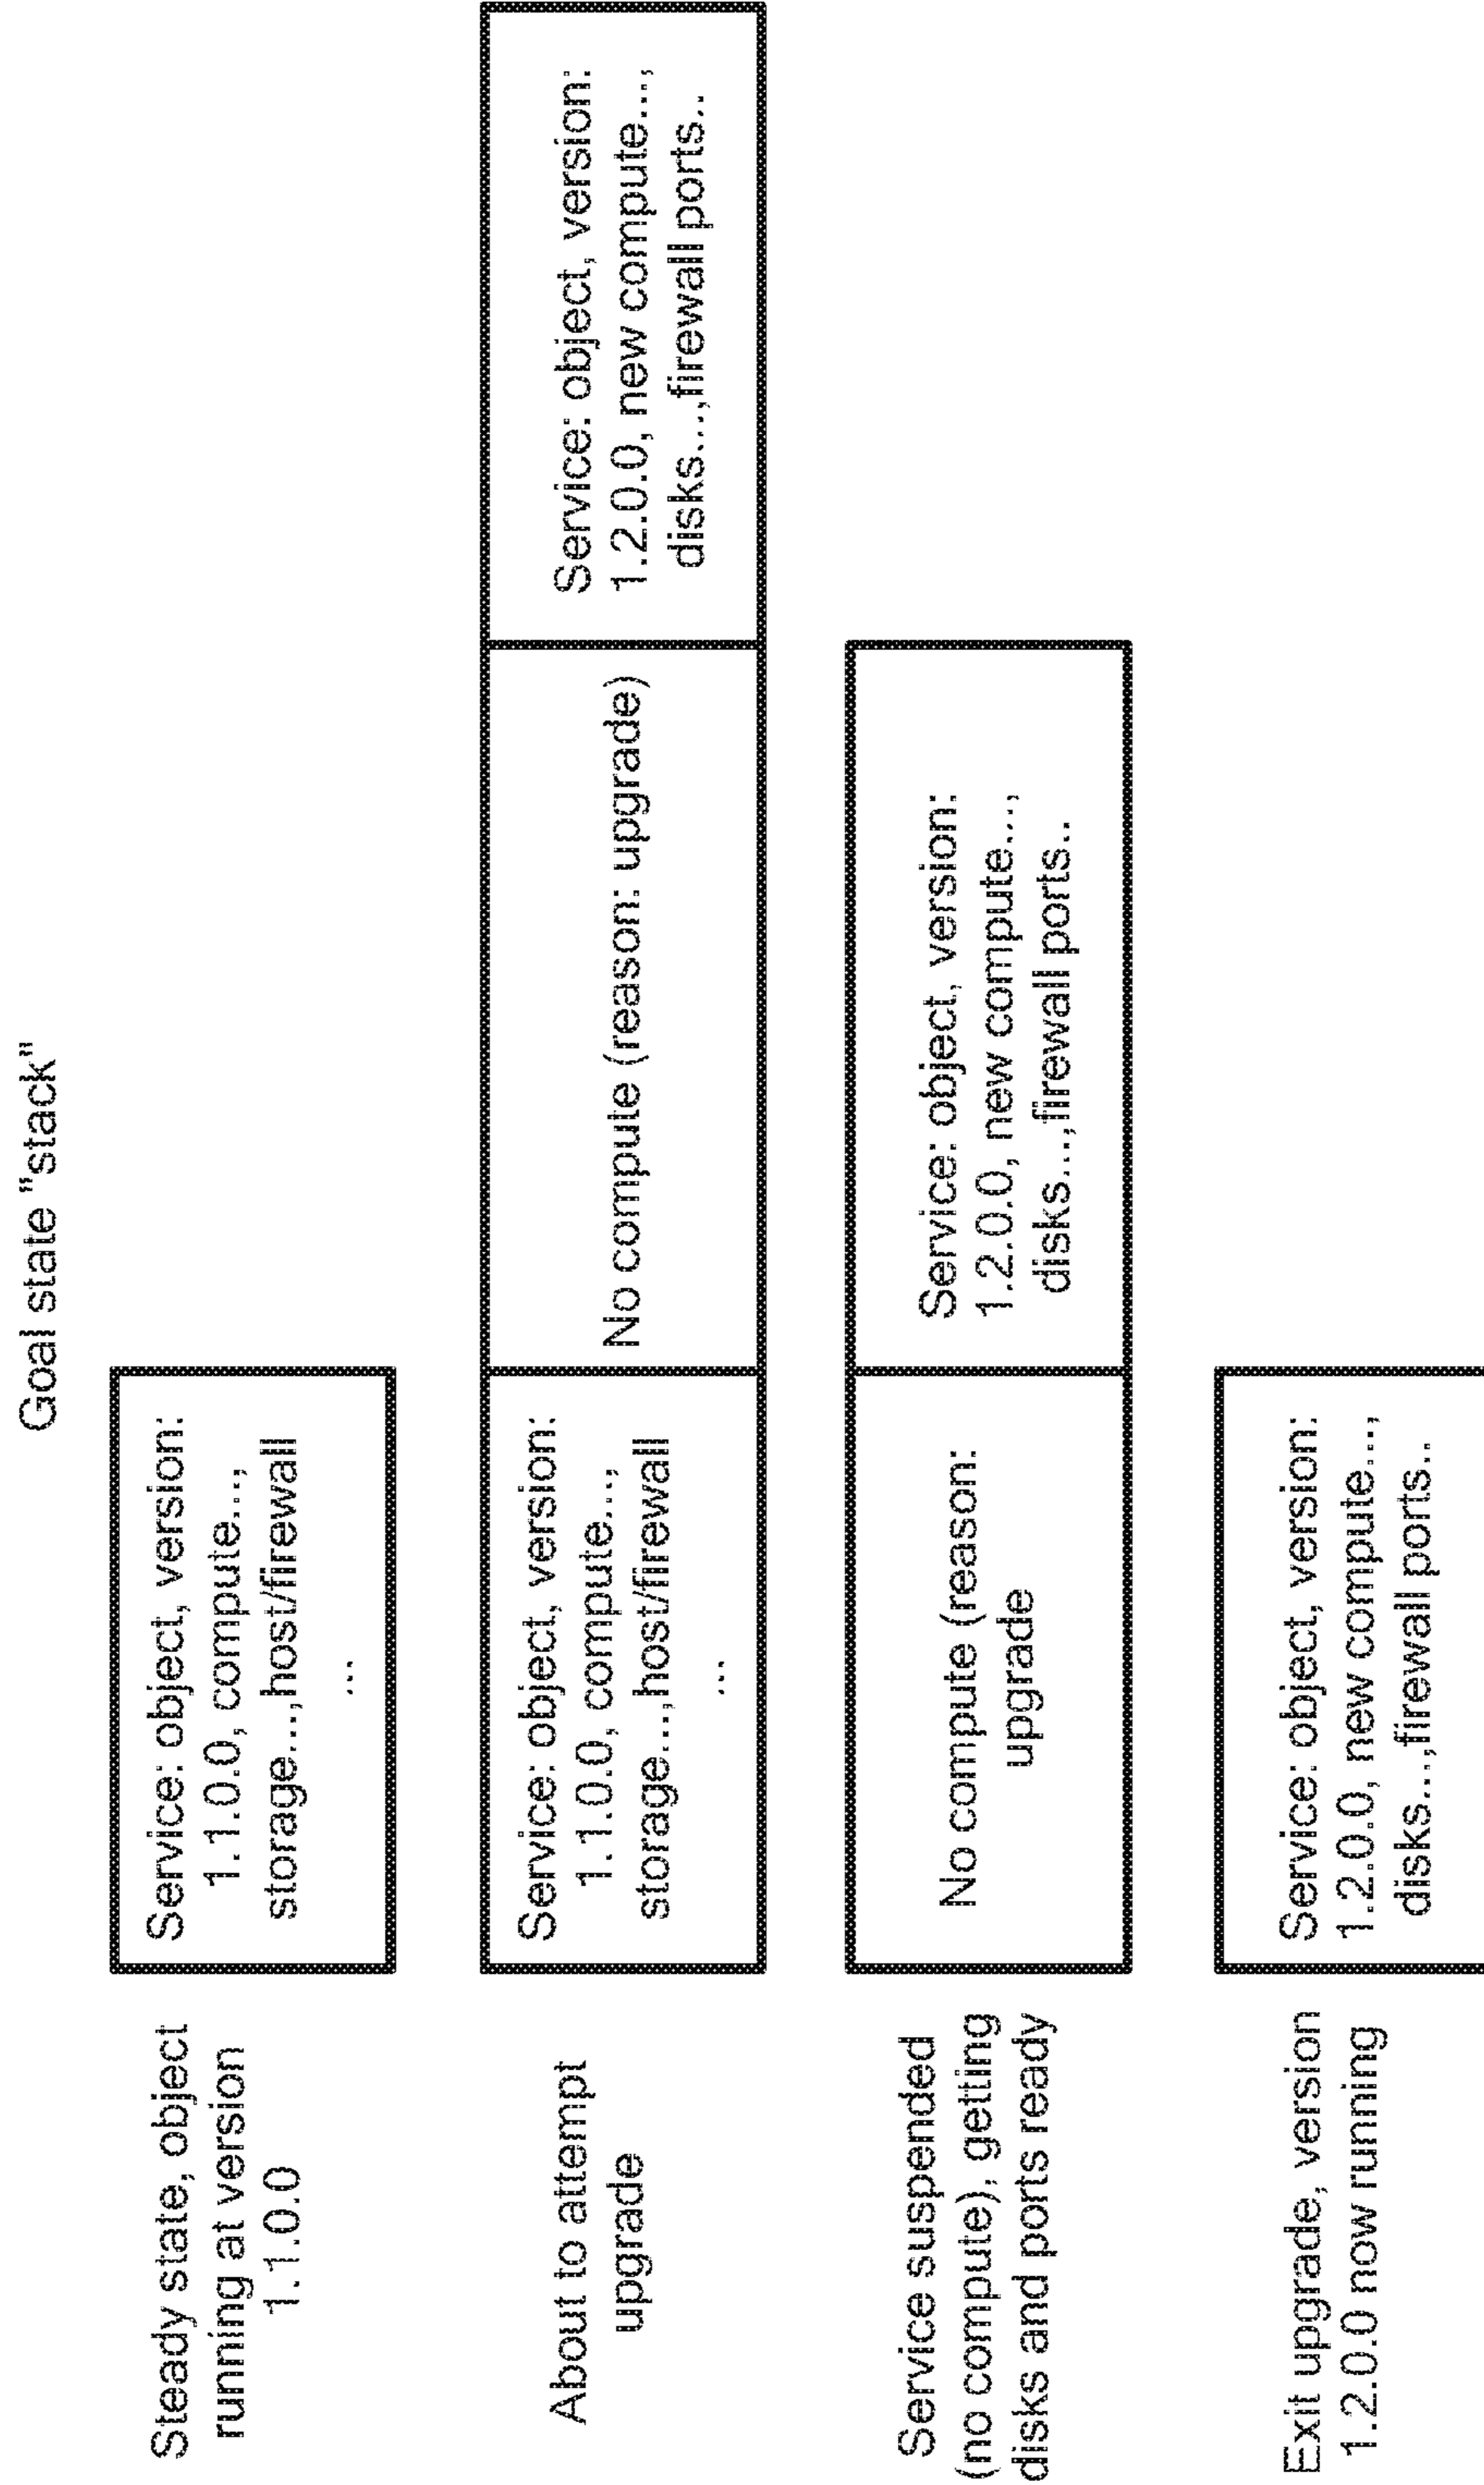 Goal state "stack"
Steady state, object
running at version
1.1.0.0
Service: object, version:
1.1.0.0, compute...,
storage...,host/firewall
...
About to attempt
upgrade
Service: object, version:
1.1.0.0, compute...,
storage...,host/firewall
...
No compute (reason: upgrade)
Service: object, version:
1.2.0.0, new compute...,
disks...,firewall ports..
Service suspended
(no compute), getting
disks and ports ready
No compute (reason:
upgrade
Service: object, version:
1.2.0.0, new compute...,
disks...,firewall ports..
Exit upgrade, version
1.2.0.0 now running
Service: object, version:
1.2.0.0, new compute...,
disks...,firewall ports..